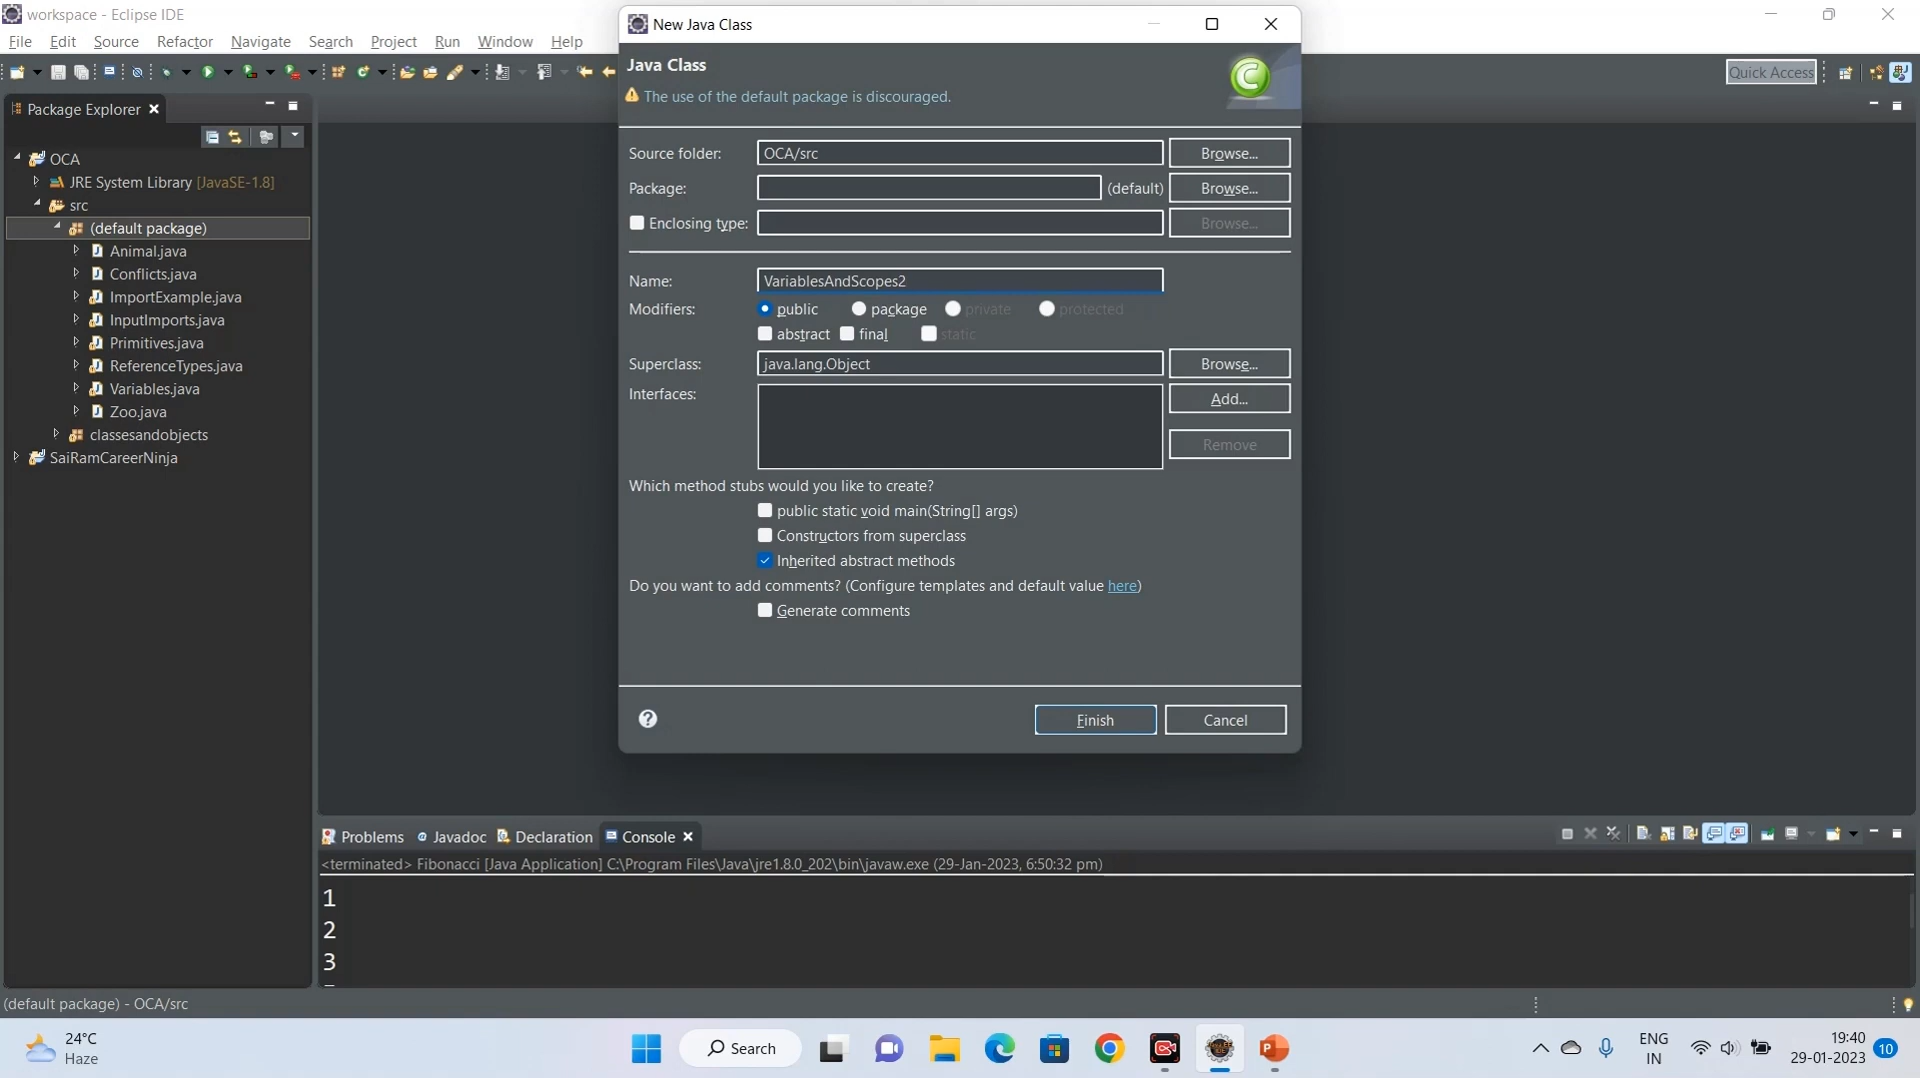 workspace - Eclipse IDE
File Edit Source Refactor Navigate Search Project Run Window Help
Quick Access
Package Explorer
OCA
JRE System Library [JavaSE-1.8]
src
(default package)
Animal.java
Conflicts.java
ImportExample.java
InputImports.java
Primitives.java
ReferenceTypes.java
Variables.java
Zoo.java
classesandobjects
SaiRamCareerNinja
New Java Class
Java Class
The use of the default package is discouraged.
Source folder: OCA/src Browse...
Package: (default) Browse...
Enclosing type: Browse...
Name: VariablesAndScopes2
Modifiers: public package private protected
abstract final static
Superclass: java.lang.Object Browse...
Interfaces: Add...
Remove
Which method stubs would you like to create?
public static void main(String[] args)
Constructors from superclass
Inherited abstract methods
Do you want to add comments? (Configure templates and default value here)
Generate comments
Finish Cancel
Problems Javadoc Declaration Console
<terminated> Fibonacci [Java Application] C:\Program Files\Java\jre1.8.0_202\bin\javaw.exe (29-Jan-2023, 6:50:32 pm)
1
2
3
(default package) - OCA/src
24°C
Haze
Search
ENG
IN
19:40
29-01-2023
10